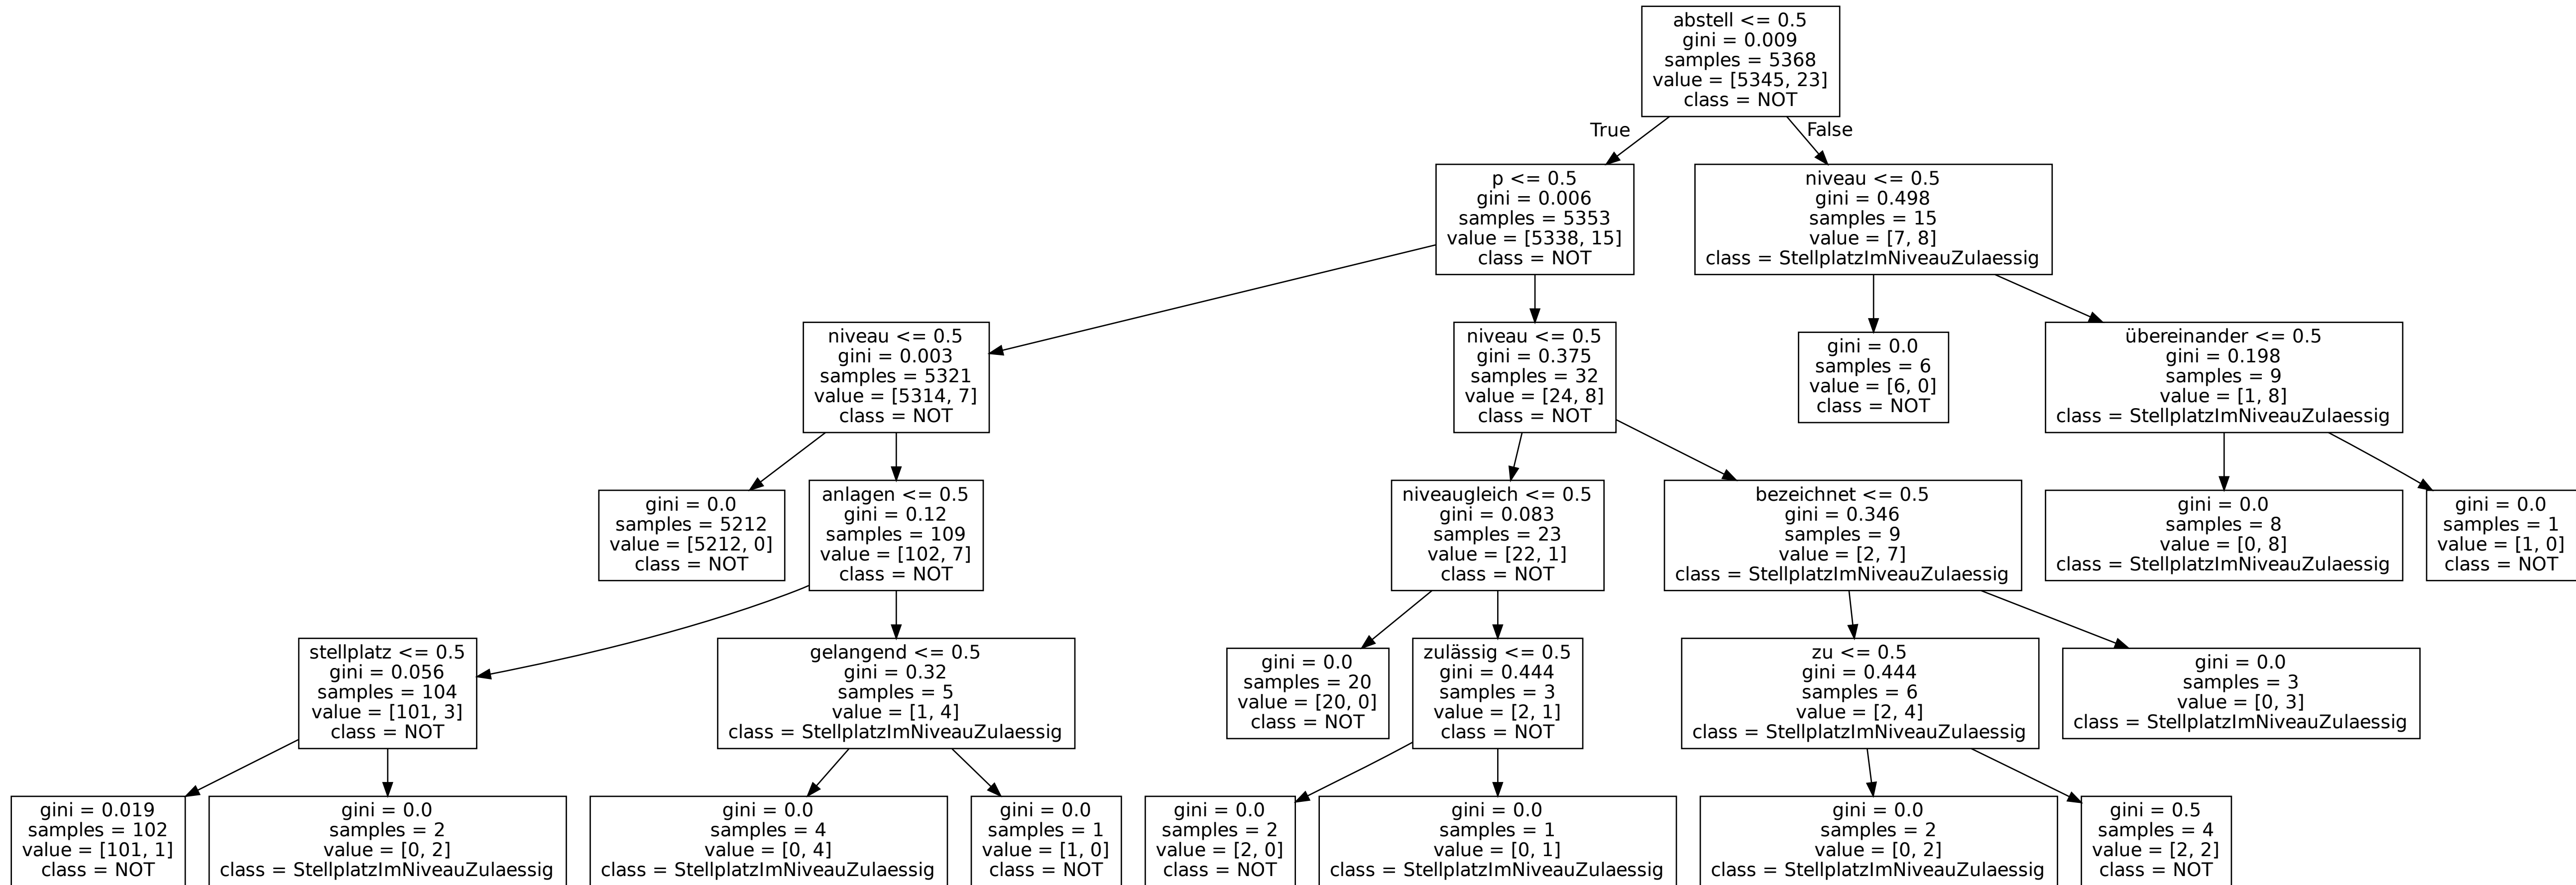 abstell <= 0.5
gini = 0.009
samples = 5368
value = [5345, 23]
class = NOT
True
False
p <= 0.5
gini = 0.006
samples = 5353
value = [5338, 15]
class = NOT
niveau <= 0.5
gini = 0.498
samples = 15
value = [7, 8]
class = StellplatzImNiveauZulaessig
niveau <= 0.5
gini = 0.003
samples = 5321
value = [5314, 7]
class = NOT
niveau <= 0.5
gini = 0.375
samples = 32
value = [24, 8]
class = NOT
gini = 0.0
samples = 6
value = [6, 0]
class = NOT
übereinander <= 0.5
gini = 0.198
samples = 9
value = [1, 8]
class = StellplatzImNiveauZulaessig
gini = 0.0
samples = 5212
value = [5212, 0]
class = NOT
anlagen <= 0.5
gini = 0.12
samples = 109
value = [102, 7]
class = NOT
niveaugleich <= 0.5
gini = 0.083
samples = 23
value = [22, 1]
class = NOT
bezeichnet <= 0.5
gini = 0.346
samples = 9
value = [2, 7]
class = StellplatzImNiveauZulaessig
gini = 0.0
samples = 8
value = [0, 8]
class = StellplatzImNiveauZulaessig
gini = 0.0
samples = 1
value = [1, 0]
class = NOT
stellplatz <= 0.5
gini = 0.056
samples = 104
value = [101, 3]
class = NOT
gelangend <= 0.5
gini = 0.32
samples = 5
value = [1, 4]
class = StellplatzImNiveauZulaessig
gini = 0.0
samples = 20
value = [20, 0]
class = NOT
zulässig <= 0.5
gini = 0.444
samples = 3
value = [2, 1]
class = NOT
zu <= 0.5
gini = 0.444
samples = 6
value = [2, 4]
class = StellplatzImNiveauZulaessig
gini = 0.0
samples = 3
value = [0, 3]
class = StellplatzImNiveauZulaessig
gini = 0.019
samples = 102
value = [101, 1]
class = NOT
gini = 0.0
samples = 2
value = [0, 2]
class = StellplatzImNiveauZulaessig
gini = 0.0
samples = 4
value = [0, 4]
class = StellplatzImNiveauZulaessig
gini = 0.0
samples = 1
value = [1, 0]
class = NOT
gini = 0.0
samples = 2
value = [2, 0]
class = NOT
gini = 0.0
samples = 1
value = [0, 1]
class = StellplatzImNiveauZulaessig
gini = 0.0
samples = 2
value = [0, 2]
class = StellplatzImNiveauZulaessig
gini = 0.5
samples = 4
value = [2, 2]
class = NOT